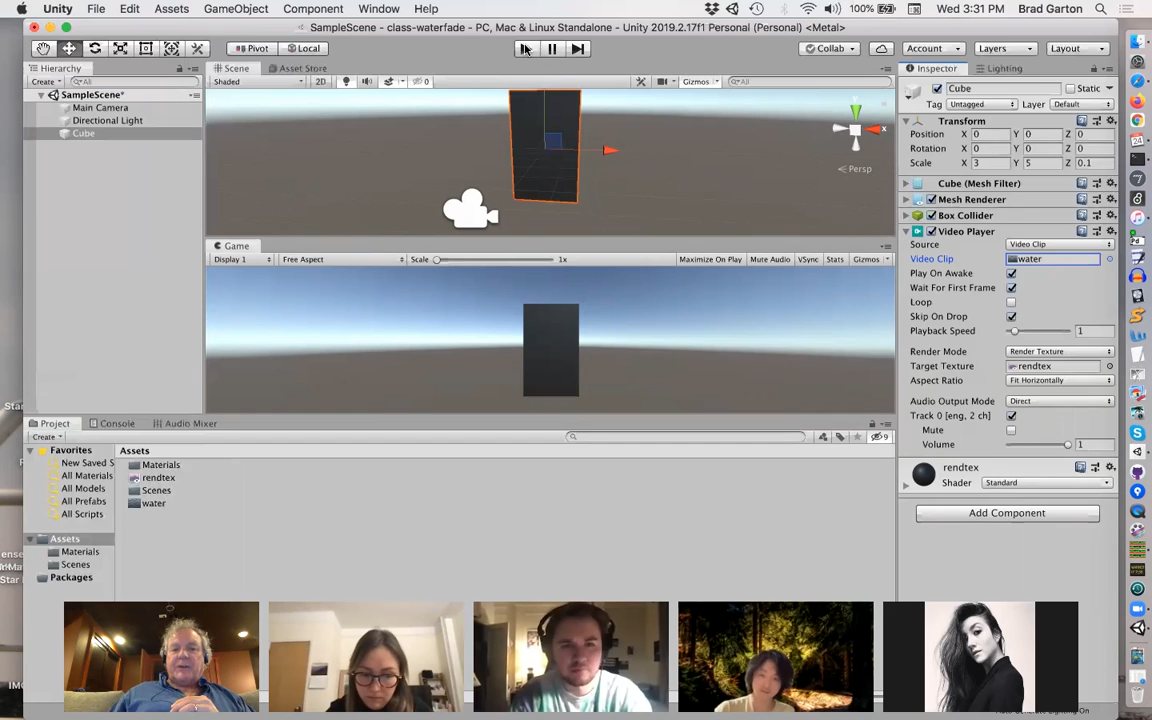 Unity File Edit Assets GameObject Component Window Help 100% Wed 3:31 PM Brad Garton
SampleScene - class-waterfade - PC, Mac & Linux Standalone - Unity 2019.2.17f1 Personal (Personal) <Metal>
Pivot Local Collab Account Layers Layout
Hierarchy
Create All
SampleScene*
Main Camera
Directional Light
Cube
Scene Asset Store
Shaded 2D 0 Gizmos All
x
Persp
Game
Display 1 Free Aspect Scale 1x Maximize On Play Mute Audio VSync Stats Gizmos
Inspector Lighting
Cube Static
Tag Untagged Layer Default
Transform
Position X 0 Y 0 Z 0
Rotation X 0 Y 0 Z 0
Scale X 3 Y 5 Z 0.1
Cube (Mesh Filter)
Mesh Renderer
Box Collider
Video Player
Source Video Clip
Video Clip water
Play On Awake
Wait For First Frame
Loop
Skip On Drop
Playback Speed 1
Render Mode Render Texture
Target Texture rendtex
Aspect Ratio Fit Horizontally
Audio Output Mode Direct
Track 0 [eng, 2 ch]
Mute
Volume 1
rendtex
Shader Standard
Add Component
Project Console Audio Mixer
Create 9
Favorites
New Saved S
All Materials
All Models
All Prefabs
All Scripts
Assets
Materials
Scenes
Packages
Assets
Materials
rendtex
Scenes
water